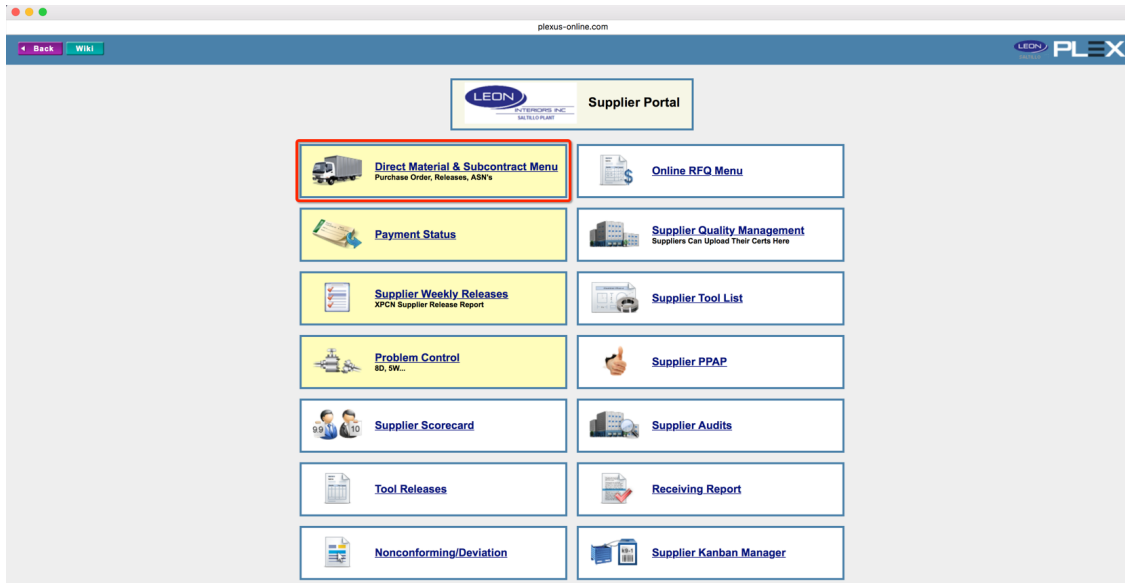 plexus-online.com
Back Wiki
LEON PLEX
LEON
INTERIORS INC
SALTILLO PLANT
Supplier Portal
Direct Material & Subcontract Menu
Purchase Order, Releases, ASN's
Online RFQ Menu
Payment Status
Supplier Quality Management
Suppliers Can Upload Their Certs Here
Supplier Weekly Releases
XPCN Supplier Release Report
Supplier Tool List
Problem Control
8D, 5W...
Supplier PPAP
99 10
Supplier Scorecard
Supplier Audits
Tool Releases
Receiving Report
Nonconforming/Deviation
Supplier Kanban Manager